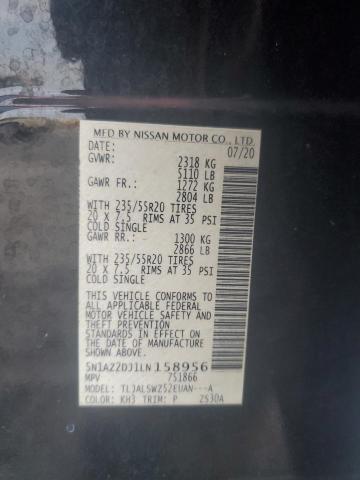 MFD BY NISSAN MOTOR CO., LTD.
DATE: 07/20
GVWR: 2318 KG
5110 LB
GAWR FR.: 1272 KG
2804 LB
WITH 235/55R20 TIRES
20 x 7.5 RIMS AT 35 PSI
COLD SINGLE
GAWR RR.: 1300 KG
2866 LB
WITH 235/55R20 TIRES
20 x 7.5 RIMS AT 35 PSI
COLD SINGLE
THIS VEHICLE CONFORMS TO
ALL APPLICABLE FEDERAL
MOTOR VEHICLE SAFETY AND
THEFT PREVENTION
STANDARDS IN EFFECT ON
THE DATE OF MANUFACTURE
SHOWN ABOVE.
5N1AZ2DJ1LN158956
MPV 751866
MODEL:
COLOR: KH3 TRIM: P